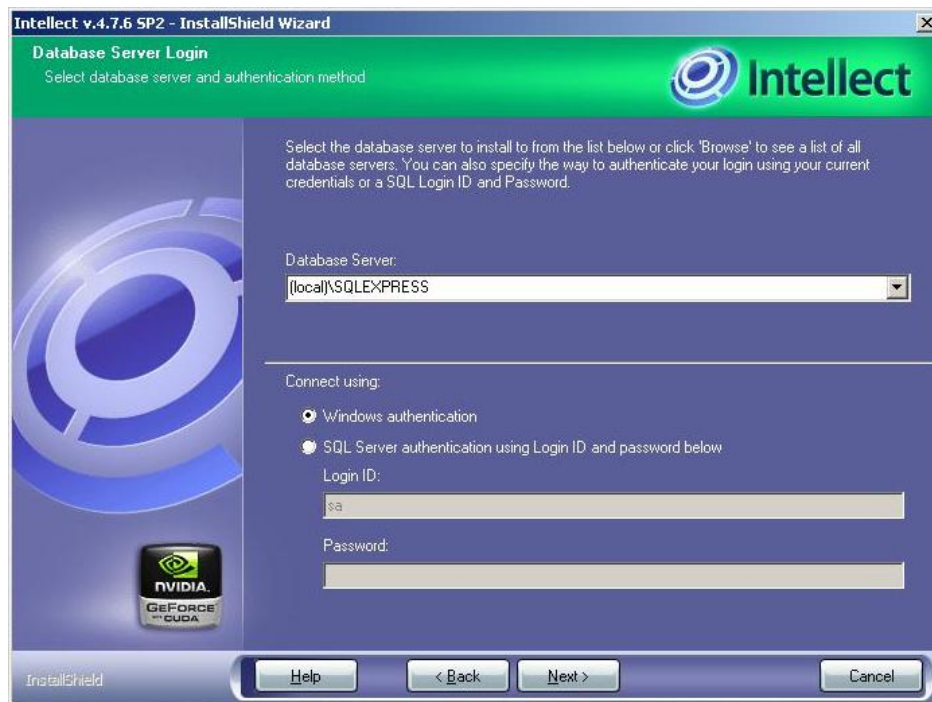 Intellect v.4.7.6 SP2 - InstallShield Wizard
Database Server Login
Select database server and authentication method
Intellect
Select the database server to install to from the list below or click 'Browse' to see a list of all
database servers. You can also specify the way to authenticate your login using your current
credentials or a SQL Login ID and Password.
Database Server:
(local)\SQLEXPRESS
Connect using:
Windows authentication
SQL Server authentication using Login ID and password below
Login ID:
sa
Password:
NVIDIA.
GEFORCE
WITH CUDA
InstallShield
Help
< Back
Next >
Cancel